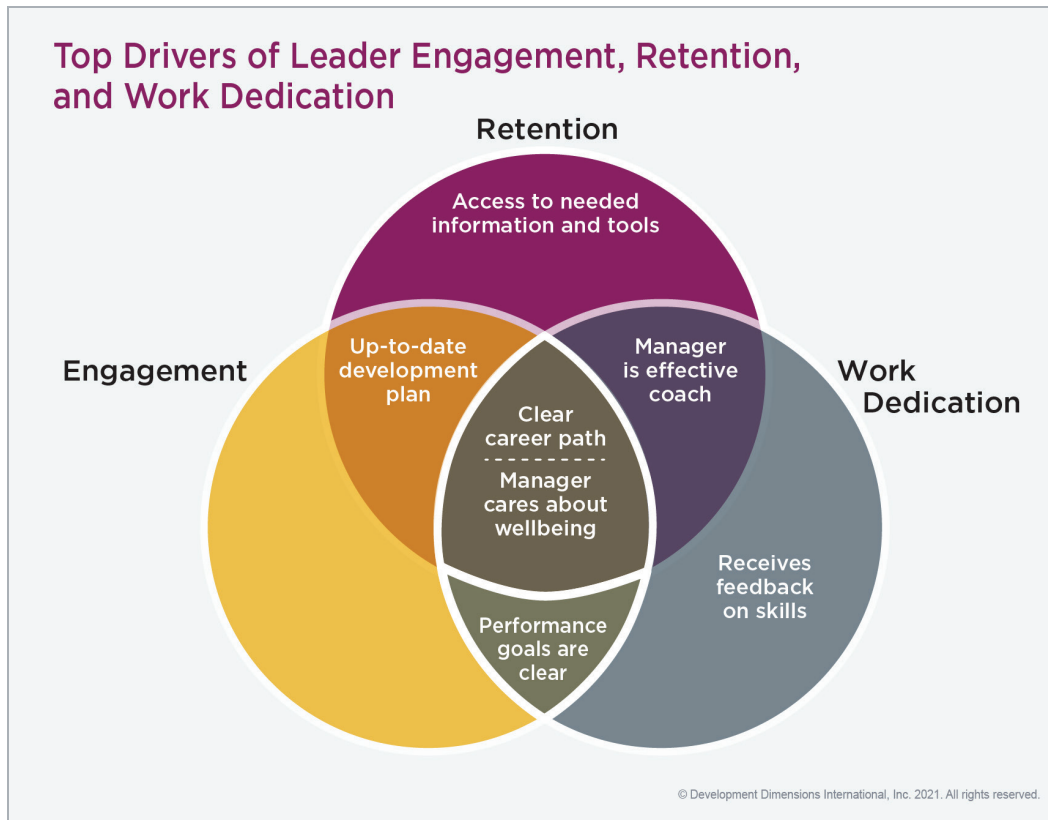 Top Drivers of Leader Engagement, Retention,
and Work Dedication
Retention
Access to needed
information and tools
Engagement
Up-to-date
development
plan
Manager
is effective
coach
Work
Dedication
Clear
career path
Manager
cares about
wellbeing
Receives
feedback
on skills
Performance
goals are
clear
© Development Dimensions International, Inc. 2021. All rights reserved.